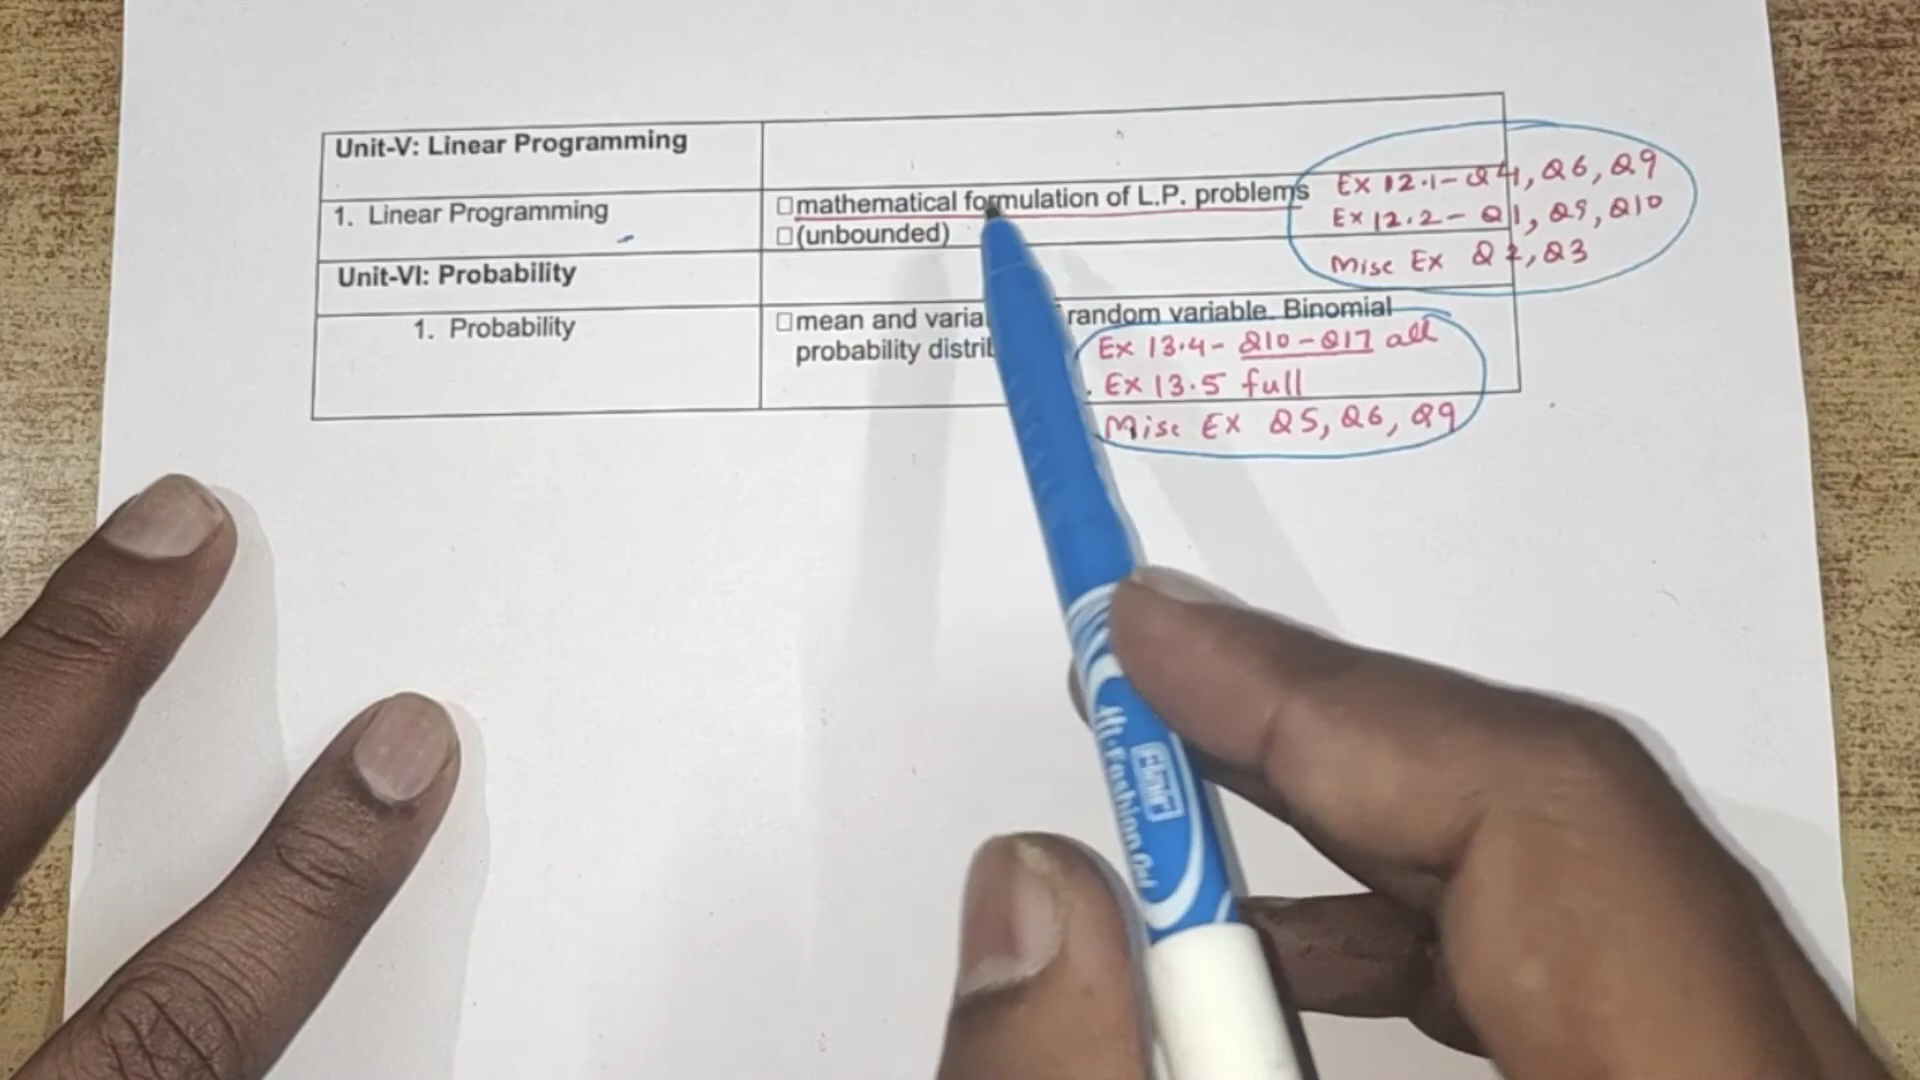 Unit-V: Linear Programming
1. Linear Programming
mathematical formulation of L.P. problems
(unbounded)
Ex 12.1 - Q4, Q6, Q9
Ex 12.2 - Q1, Q9, Q10
Misc Ex Q2, Q3
Unit-VI: Probability
1. Probability
mean and random variable. Binomial
probability
Ex 13.4 - Q10 - Q17 all
Ex 13.5 full
Misc Ex Q5, Q6, Q9
Flair